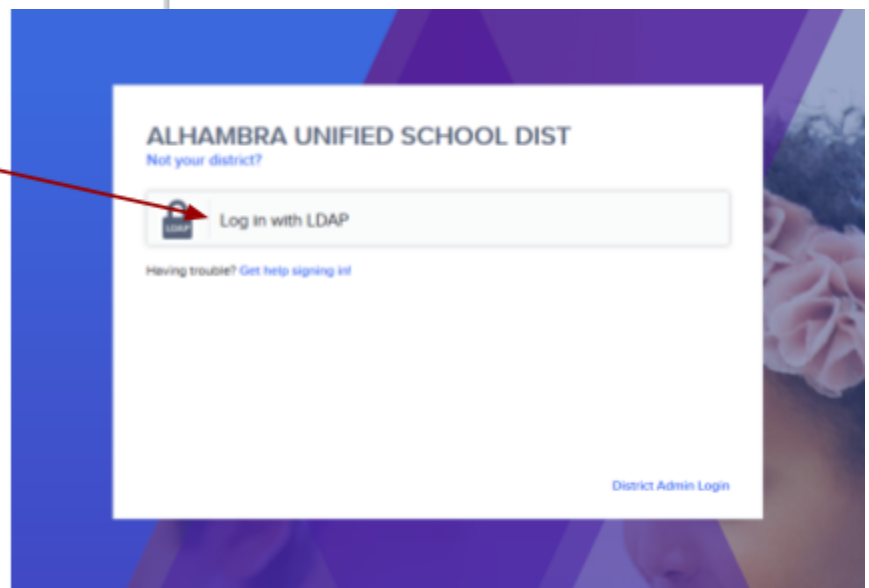 ALHAMBRA UNIFIED SCHOOL DIST
Not your district?
LDAP
Log in with LDAP
Having trouble? Get help signing in!
District Admin Login